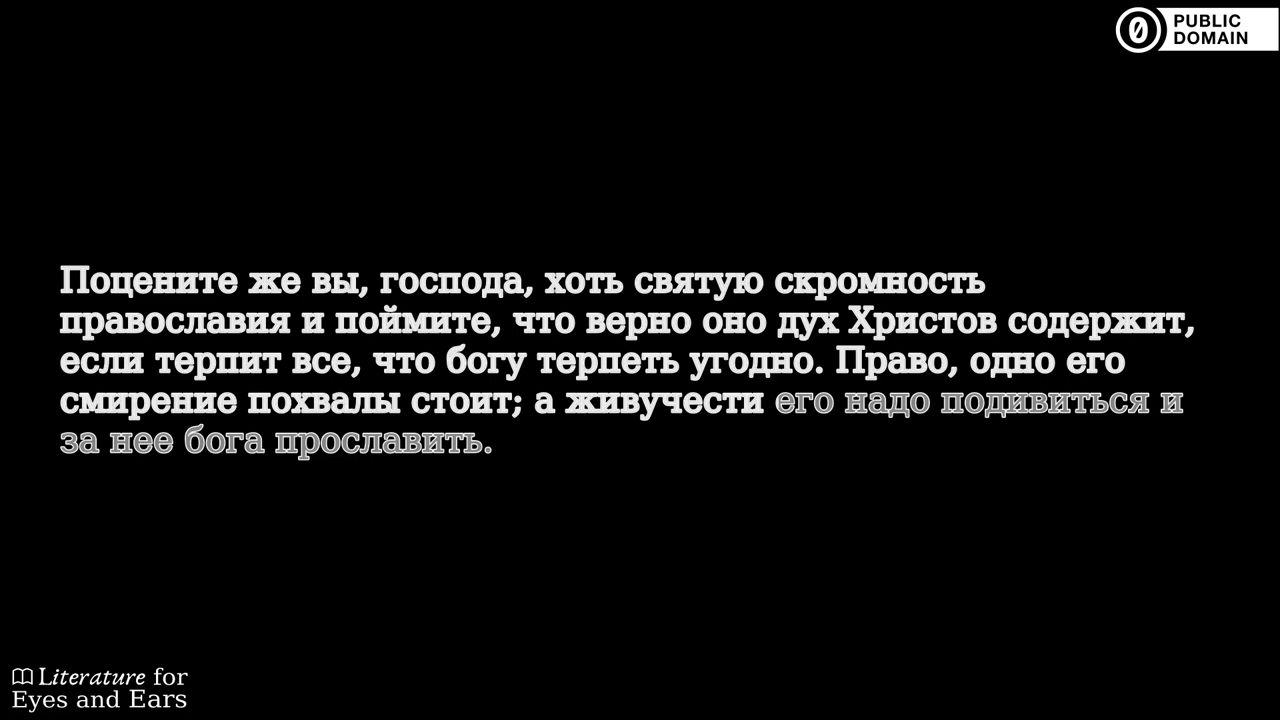 PUBLIC
DOMAIN
Поцените же вы, господа, хоть святую скромность
православия и поймите, что верно оно дух Христов содержит,
если терпит все, что богу терпеть угодно. Право, одно его
смирение похвалы стоит; а живучести его надо подивиться и
за нее бога прославить.
Literature for
Eyes and Ears